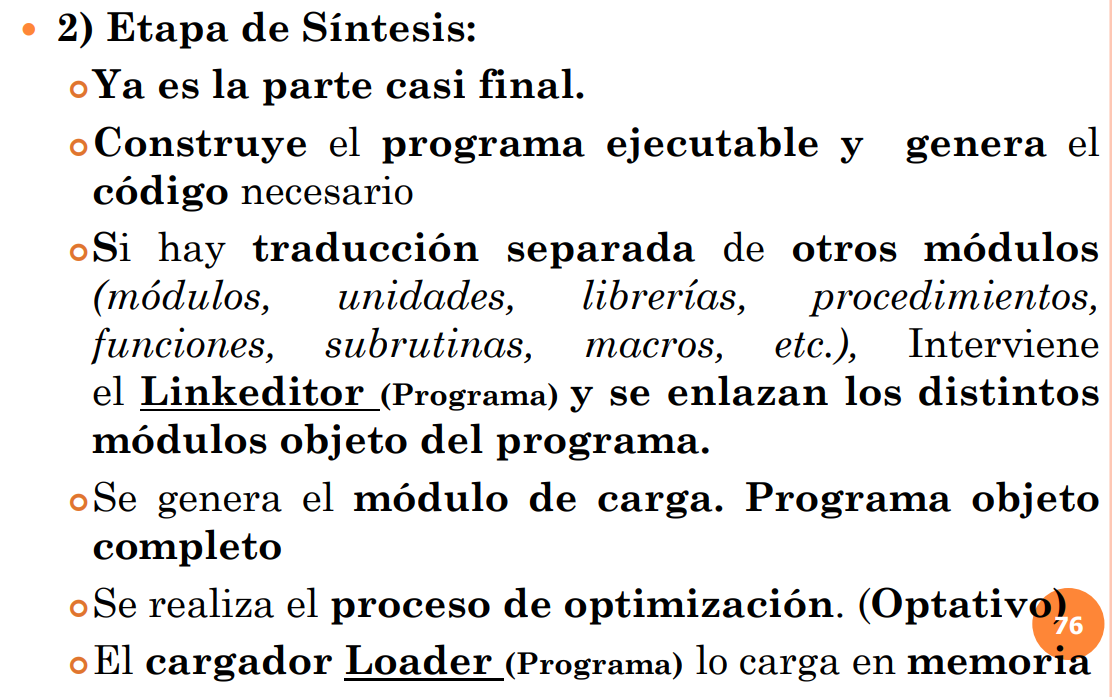 2) Etapa de Síntesis:
Ya es la parte casi final.
Construye el programa ejecutable y genera el
código necesario
Si hay traducción separada de otros módulos
(módulos, unidades, librerías, procedimientos,
funciones, subrutinas, macros, etc.), Interviene
el Linkeditor (Programa) y se enlazan los distintos
módulos objeto del programa.
Se genera el módulo de carga. Programa objeto
completo
Se realiza el proceso de optimización. (Optativo)
76
El cargador Loader (Programa) lo carga en memoria